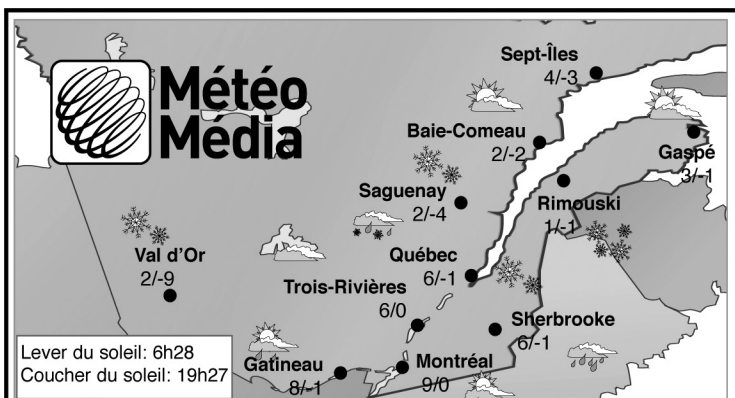 Météo
Média
Sept-Îles
4/-3
Baie-Comeau
2/-2
Gaspé
3/-1
Saguenay
2/-4
Rimouski
1/-1
Val d'Or
2/-9
Québec
6/-1
Trois-Rivières
6/0
Sherbrooke
6/-1
Lever du soleil: 6h28
Coucher du soleil: 19h27
Gatineau
8/-1
Montréal
9/0